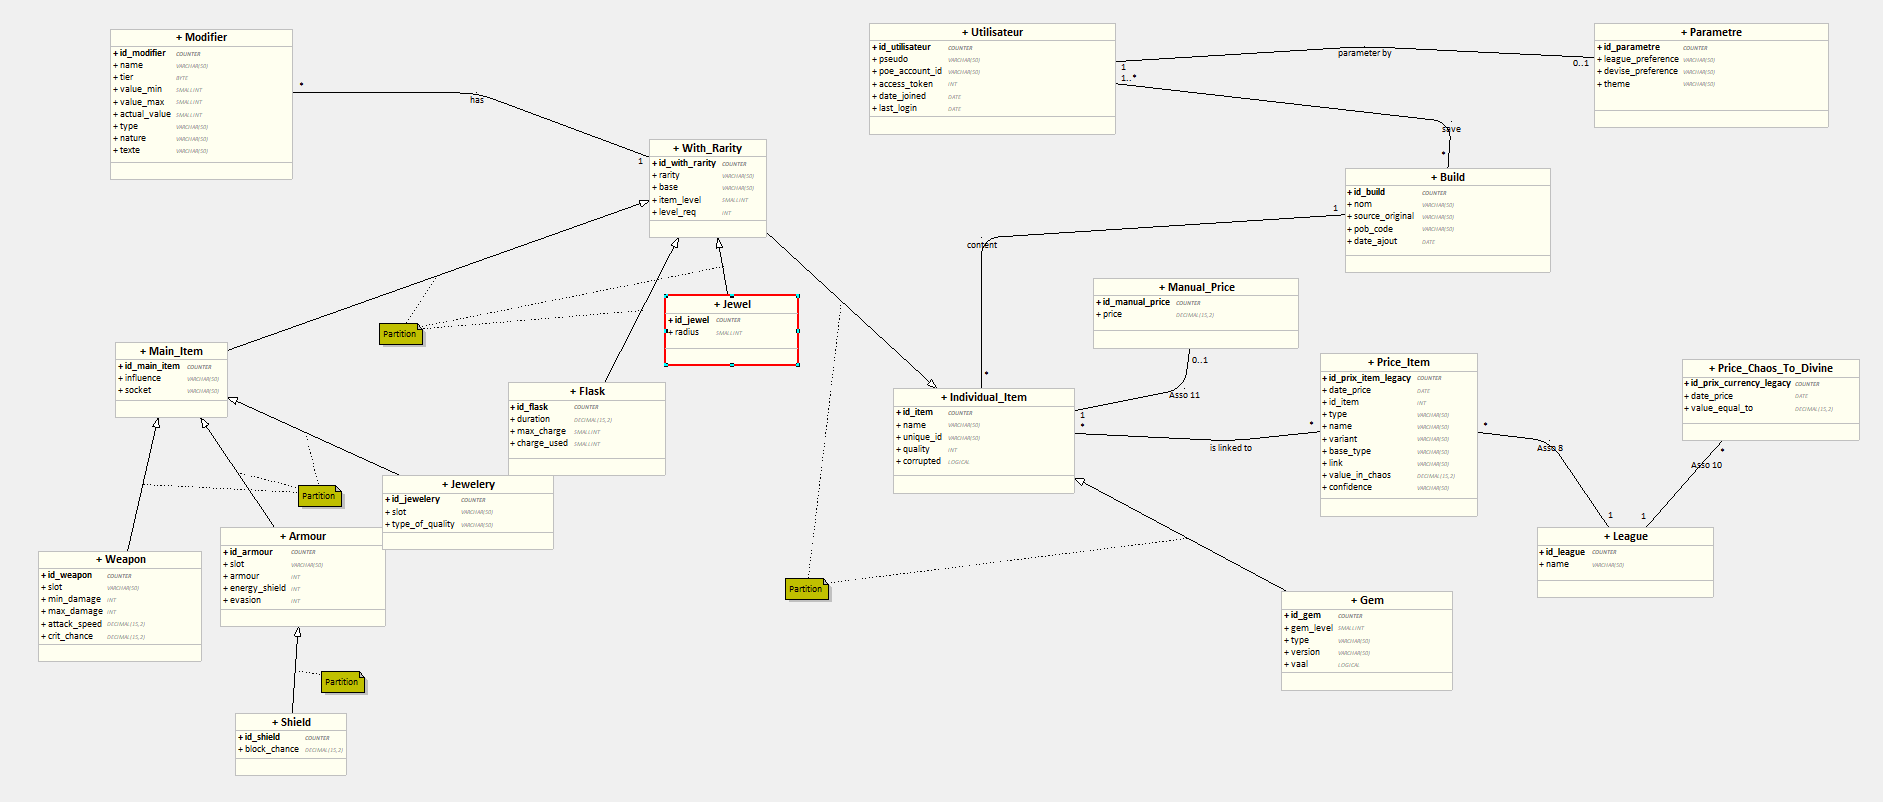 + Modifier
+ id_modifier COUNTER
+ name VARCHAR(50)
+ tier BYTE
+ value_min SMALLINT
+ value_max SMALLINT
+ actual_value SMALLINT
+ type VARCHAR(50)
+ nature VARCHAR(50)
+ texte VARCHAR(50)
*
has
1
+ With_Rarity
+ id_with_rarity COUNTER
+ rarity VARCHAR(50)
+ base VARCHAR(50)
+ item_level SMALLINT
+ level_req INT
+ Utilisateur
+ id_utilisateur COUNTER
+ pseudo VARCHAR(50)
+ poe_account_id VARCHAR(50)
+ access_token INT
+ date_joined DATE
+ last_login DATE
1
parameter by
0..1
+ Parametre
+ id_parametre COUNTER
+ league_preference VARCHAR(50)
+ devise_preference VARCHAR(50)
+ theme VARCHAR(50)
1..*
save
*
+ Build
+ id_build COUNTER
+ nom VARCHAR(50)
+ source_original VARCHAR(50)
+ pob_code VARCHAR(50)
+ date_ajout DATE
1
content
*
+ Manual_Price
+ id_manual_price COUNTER
+ price DECIMAL(15,2)
0..1
Asso 11
1
+ Jewel
+ id_jewel COUNTER
+ radius SMALLINT
Partition
+ Main_Item
+ id_main_item COUNTER
+ influence VARCHAR(50)
+ socket VARCHAR(50)
+ Flask
+ id_flask COUNTER
+ duration DECIMAL(15,2)
+ max_charge SMALLINT
+ charge_used SMALLINT
+ Individual_Item
+ id_item COUNTER
+ name VARCHAR(50)
+ unique_id VARCHAR(50)
+ quality INT
+ corrupted LOGICAL
*
is linked to
*
+ Price_Item
+ id_prix_item_legacy COUNTER
+ date_price DATE
+ id_item INT
+ type VARCHAR(50)
+ name VARCHAR(50)
+ variant VARCHAR(50)
+ base_type VARCHAR(50)
+ link VARCHAR(50)
+ value_in_chaos DECIMAL(15,2)
+ confidence VARCHAR(50)
+ Price_Chaos_To_Divine
+ id_prix_currency_legacy COUNTER
+ date_price DATE
+ value_equal_to DECIMAL(15,2)
*
Asso 8
1
*
Asso 10
1
+ League
+ id_league COUNTER
+ name VARCHAR(50)
+ Jewelery
+ id_jewelery COUNTER
+ slot VARCHAR(50)
+ type_of_quality VARCHAR(50)
Partition
+ Armour
+ id_armour COUNTER
+ slot VARCHAR(50)
+ armour INT
+ energy_shield INT
+ evasion INT
+ Weapon
+ id_weapon COUNTER
+ slot VARCHAR(50)
+ min_damage INT
+ max_damage INT
+ attack_speed DECIMAL(15,2)
+ crit_chance DECIMAL(15,2)
Partition
+ Gem
+ id_gem COUNTER
+ gem_level SMALLINT
+ type VARCHAR(50)
+ version VARCHAR(50)
+ vaal LOGICAL
Partition
+ Shield
+ id_shield COUNTER
+ block_chance DECIMAL(15,2)